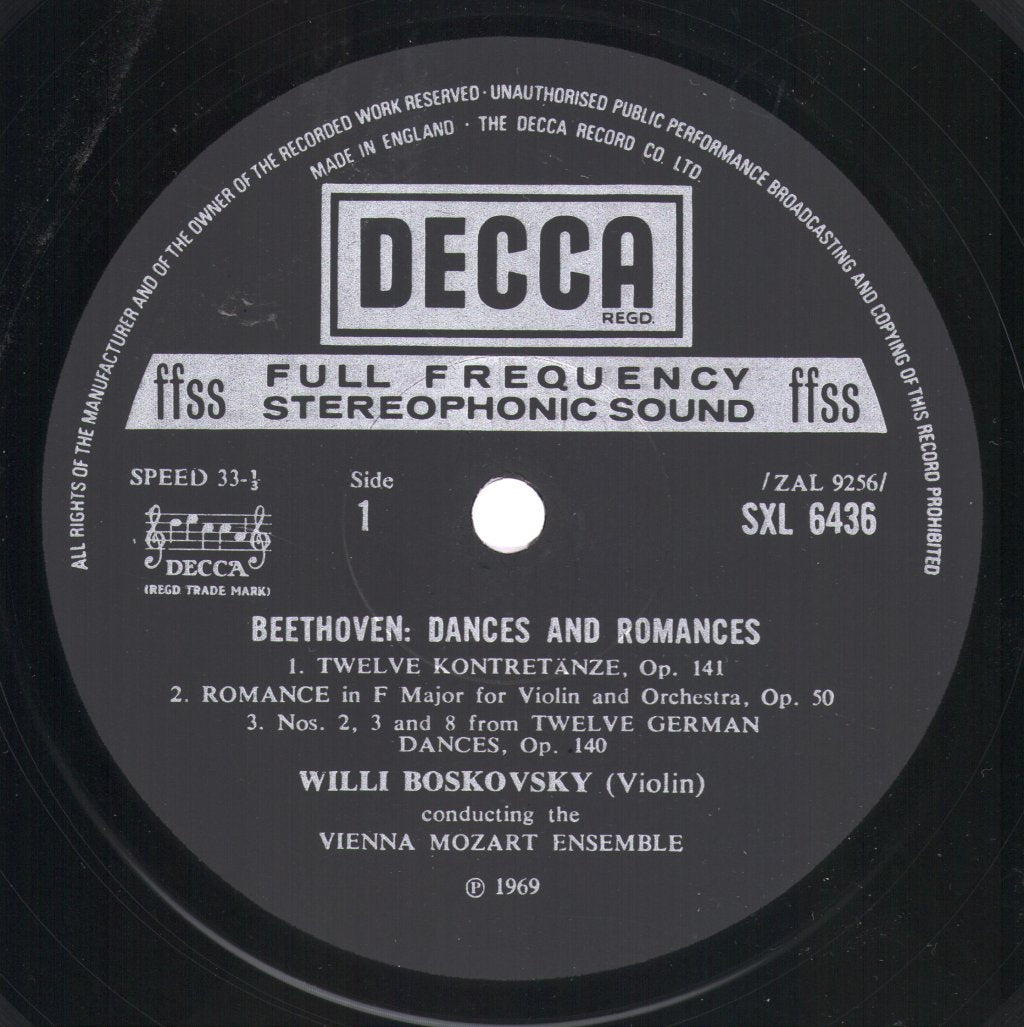 ALL RIGHTS OF THE MANUFACTURER AND OF THE OWNER OF THE RECORDED WORK RESERVED · UNAUTHORISED PUBLIC PERFORMANCE BROADCASTING AND COPYING OF THIS RECORD PROHIBITED
MADE IN ENGLAND · THE DECCA RECORD CO. LTD.
DECCA
REGD.
ffss FULL FREQUENCY ffss
STEREOPHONIC SOUND
SPEED 33-⅓
Side
1
/ZAL 9256/
SXL 6436
DECCA
(REGD TRADE MARK)
BEETHOVEN: DANCES AND ROMANCES
1. TWELVE KONTRETÄNZE, Op. 141
2. ROMANCE in F Major for Violin and Orchestra, Op. 50
3. Nos. 2, 3 and 8 from TWELVE GERMAN
DANCES, Op. 140
WILLI BOSKOVSKY (Violin)
conducting the
VIENNA MOZART ENSEMBLE
℗ 1969